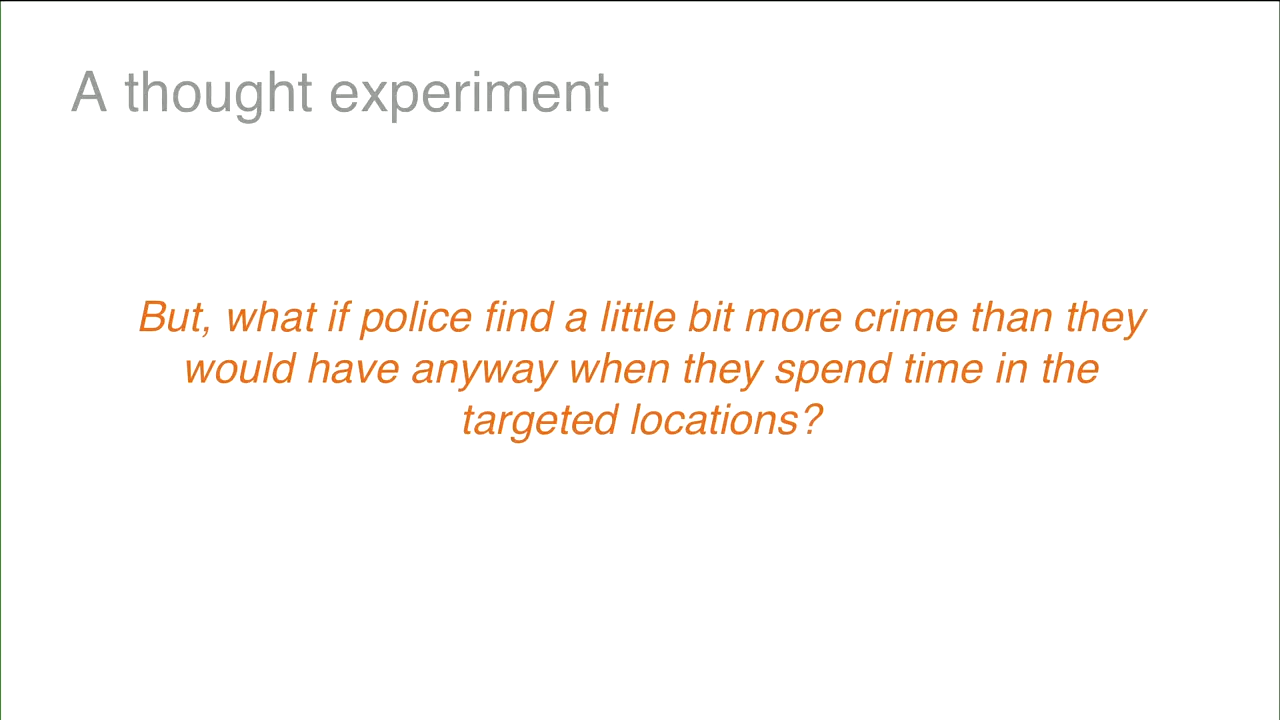 A thought experiment
But, what if police find a little bit more crime than they
would have anyway when they spend time in the
targeted locations?